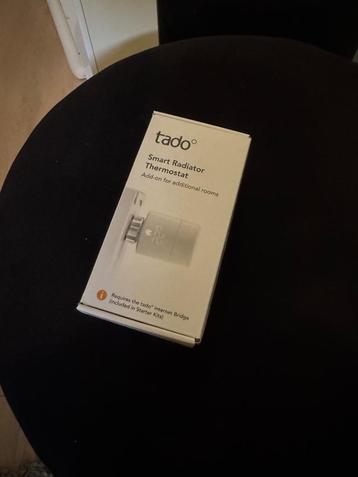 tado°
Smart Radiator
Thermostat
Add-on for additional rooms
Requires the tado° Internet Bridge
(included in Starter Kits)